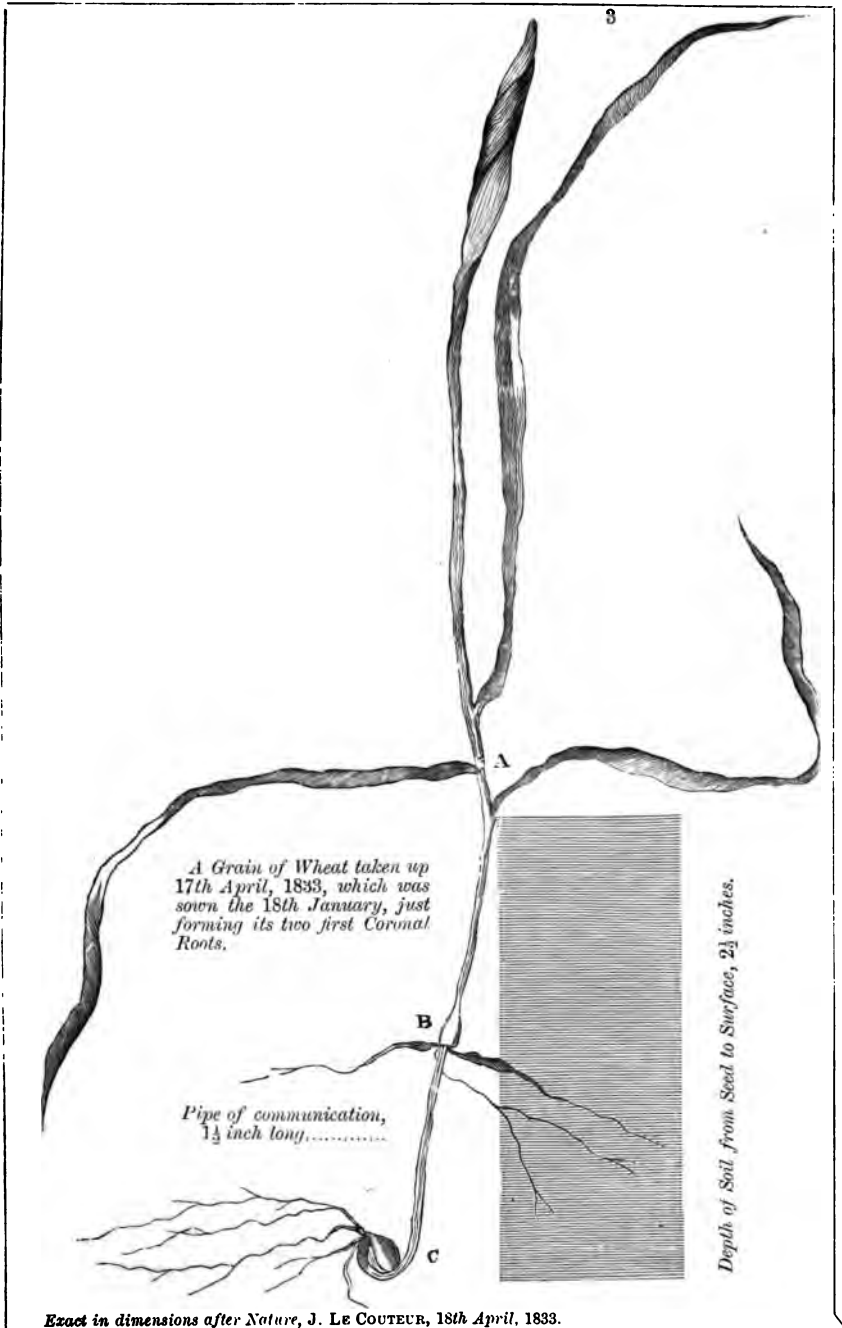 3
A
A Grain of Wheat taken up
17th April, 1833, which was
sown the 18th January, just
forming its two first Coronal
Roots.
B
Pipe of communication,
1½ inch long.............
C
Depth of Soil from Seed to Surface, 2½ inches.
Exact in dimensions after Nature, J. LE COUTEUR, 18th April, 1833.